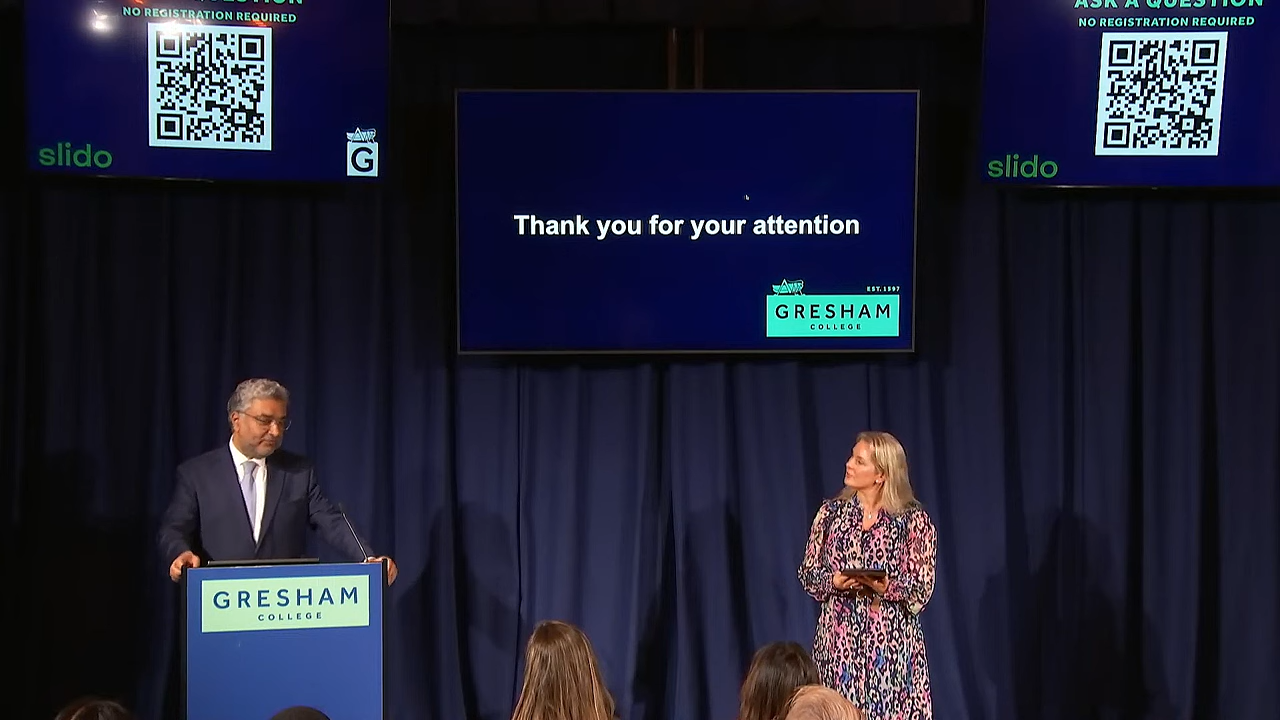 NO REGISTRATION REQUIRED
slido
G
Thank you for your attention
EST. 1597
GRESHAM
COLLEGE
ASK A QUESTION
NO REGISTRATION REQUIRED
slido
GRESHAM
COLLEGE